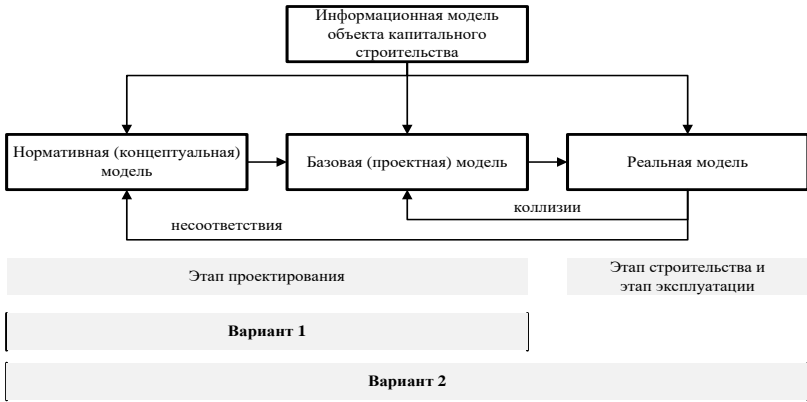 Информационная модель
объекта капитального
строительства
Нормативная (концептуальная)
модель
Базовая (проектная) модель
Реальная модель
коллизии
несоответствия
Этап проектирования
Этап строительства и
этап эксплуатации
Вариант 1
Вариант 2